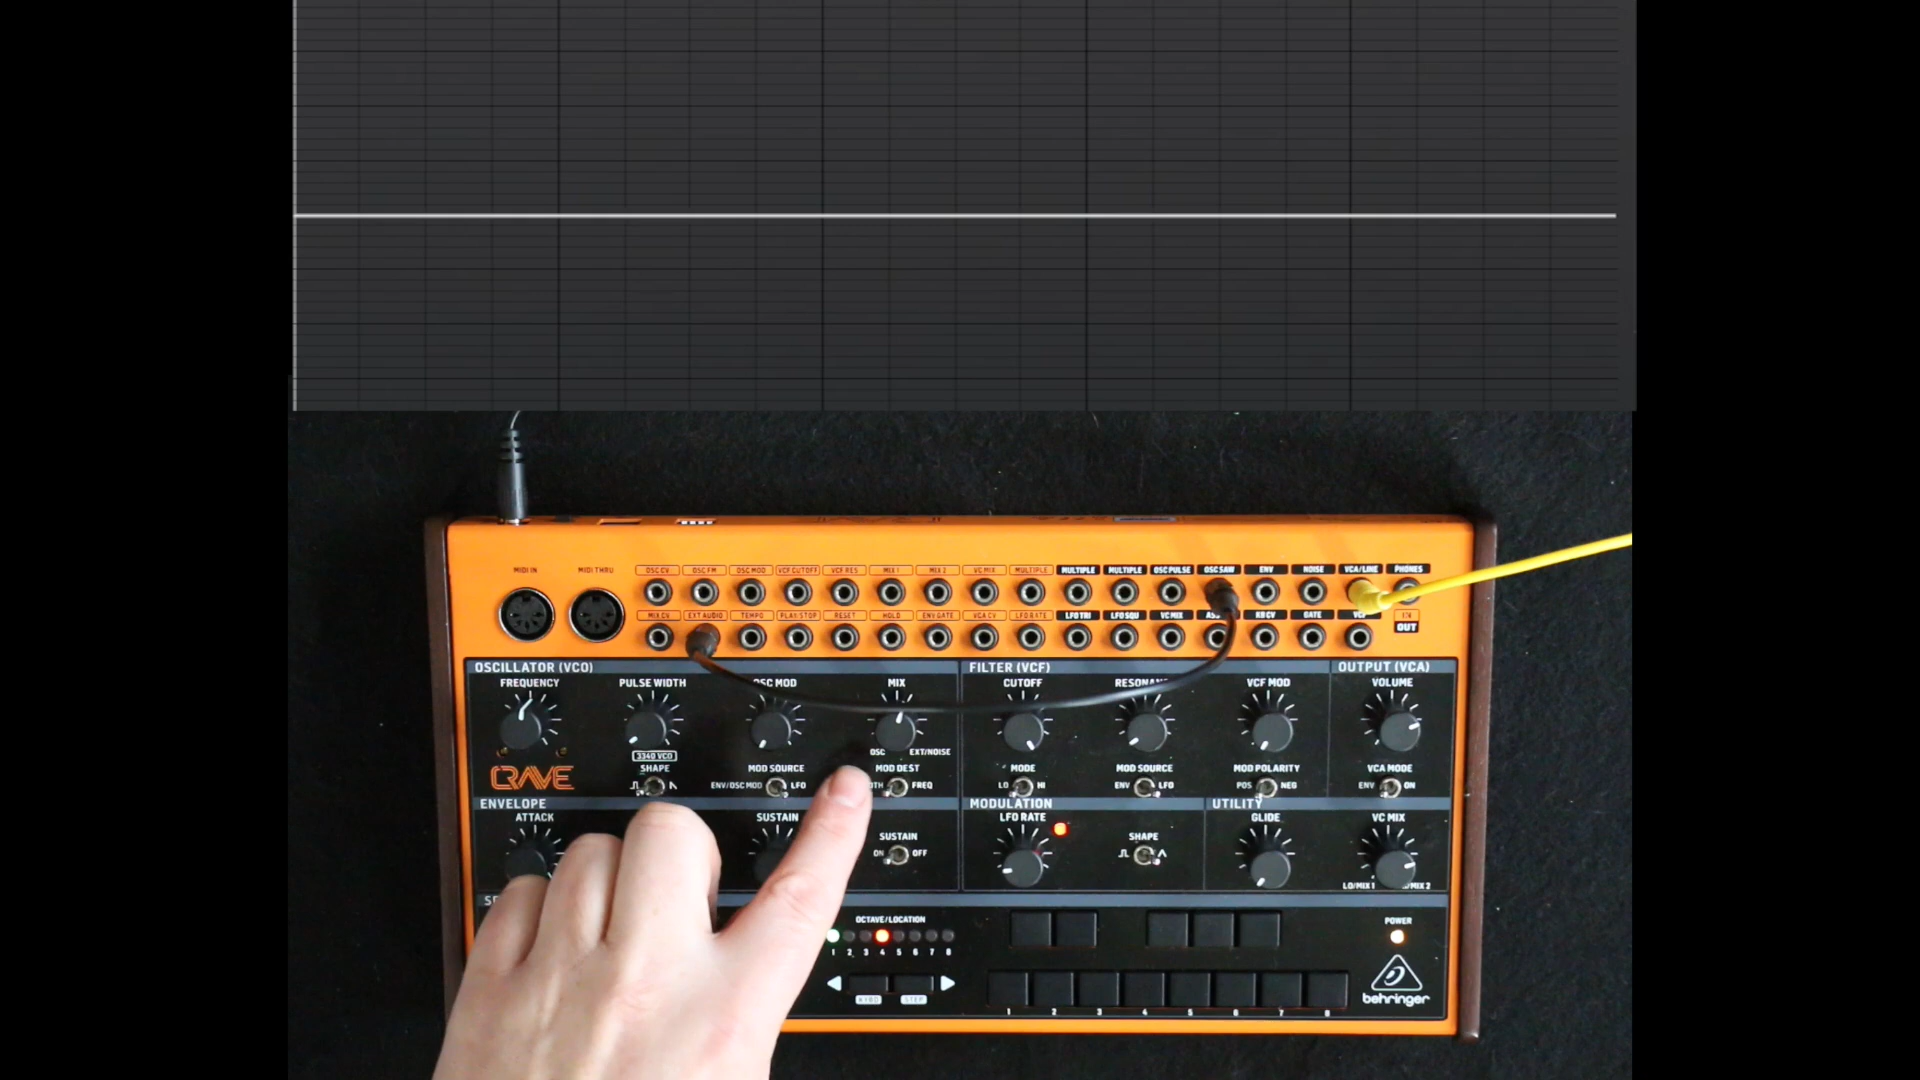 MIDI IN MIDI THRU OSC CV OSC FM OSC MOD VCF CUTOFF VCF RES MIX 1 MIX 2 VC MIX MULTIPLE MULTIPLE MULTIPLE OSC PULSE OSC SAW ENV NOISE VCA/LINE PHONES
MIX CV EXT AUDIO TEMPO PLAY/STOP RESET HOLD ENV GATE VCA CV LFO RATE LFO TRI LFO SQU VC MIX KB CV GATE IN
OUT
OSCILLATOR (VCO) FILTER (VCF) OUTPUT (VCA)
FREQUENCY PULSE WIDTH OSC MOD MIX CUTOFF VCF MOD VOLUME
3340 VCO OSC EXT/NOISE
CRAVE SHAPE MOD SOURCE MOD DEST MODE MOD SOURCE MOD POLARITY VCA MODE
ENV/OSC MOD LFO FREQ LO HI ENV LFO POS NEG ENV ON
ENVELOPE MODULATION UTILITY
ATTACK SUSTAIN LFO RATE GLIDE VC MIX
SUSTAIN SHAPE
ON OFF
LO/MIX 1
OCTAVE/LOCATION POWER
1 2 3 4 5 6 7 8
KYBD STEP behringer
1 2 3 4 5 6 7 8